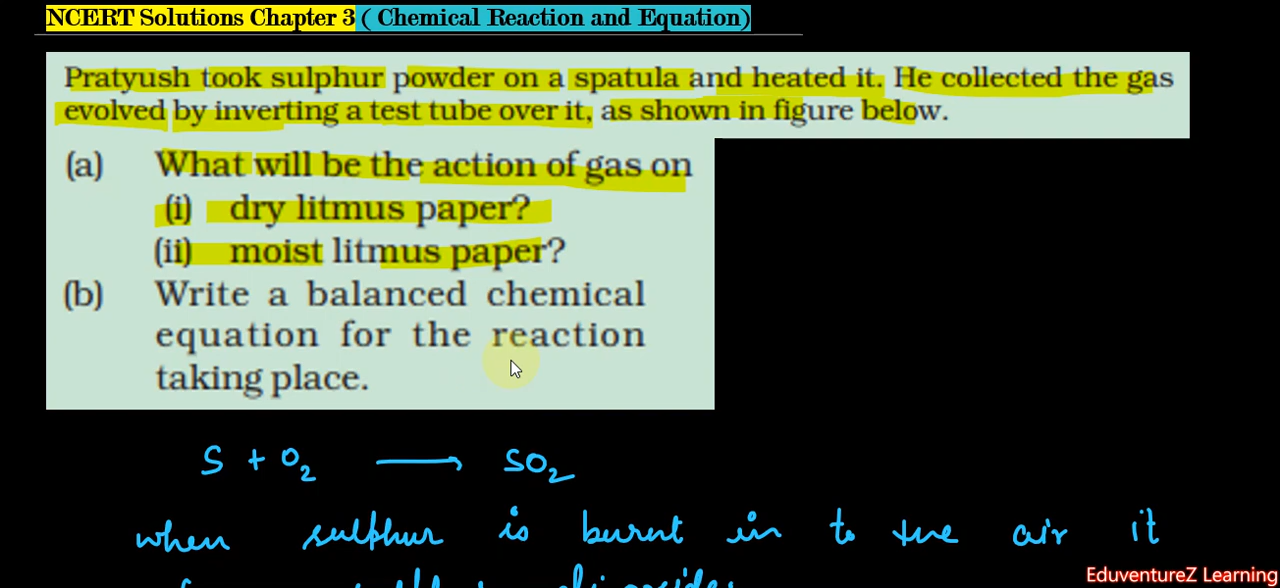 NCERT Solutions Chapter 3 ( Chemical Reaction and Equation)
Pratyush took sulphur powder on a spatula and heated it. He collected the gas
evolved by inverting a test tube over it, as shown in figure below.
(a) What will be the action of gas on
(i) dry litmus paper?
(ii) moist litmus paper?
(b) Write a balanced chemical
equation for the reaction
taking place.
S + O₂ ⟶ SO₂
when sulphur is burnt in to the air it
EduventureZ Learning